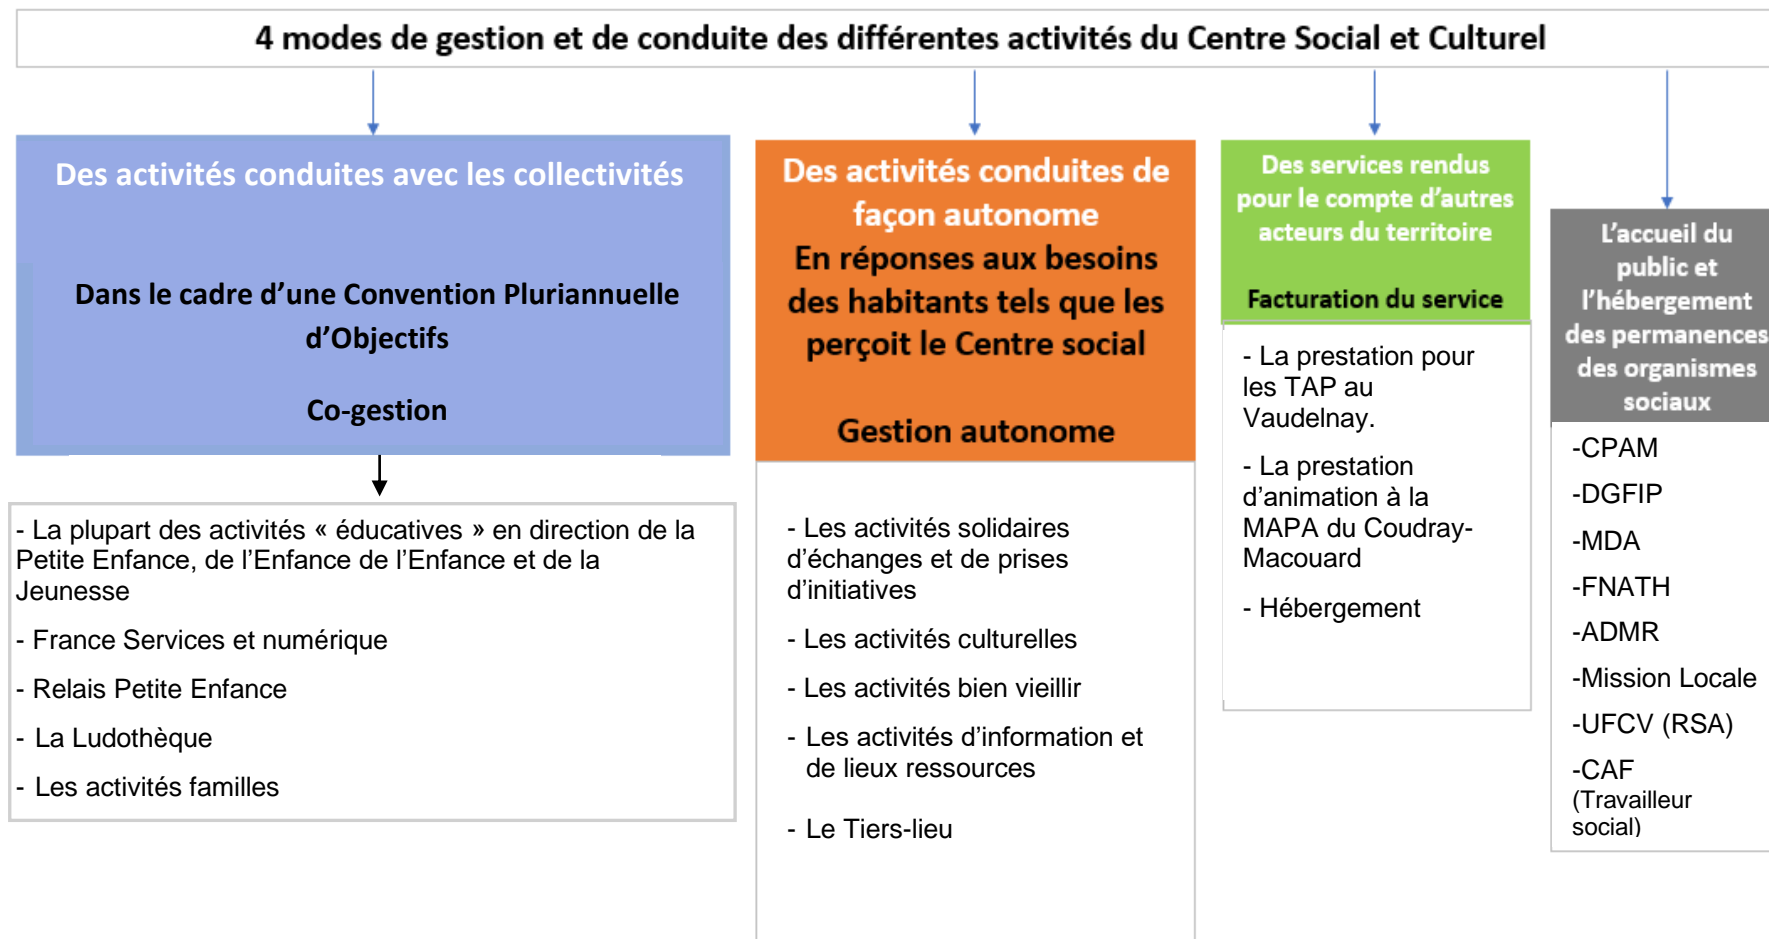 4 modes de gestion et de conduite des différentes activités du Centre Social et Culturel
Des activités conduites avec les collectivités
Dans le cadre d’une Convention Pluriannuelle
d’Objectifs
Co-gestion
- La plupart des activités « éducatives » en direction de la
Petite Enfance, de l’Enfance de l’Enfance et de la
Jeunesse
- France Services et numérique
- Relais Petite Enfance
- La Ludothèque
- Les activités familles
Des activités conduites de
façon autonome
En réponses aux besoins
des habitants tels que les
perçoit le Centre social
Gestion autonome
- Les activités solidaires
d’échanges et de prises
d’initiatives
- Les activités culturelles
- Les activités bien vieillir
- Les activités d’information et
de lieux ressources
- Le Tiers-lieu
Des services rendus
pour le compte d’autres
acteurs du territoire
Facturation du service
- La prestation pour
les TAP au
Vaudelnay.
- La prestation
d’animation à la
MAPA du Coudray-
Macouard
- Hébergement
L’accueil du
public et
l’hébergement
des permanences
des organismes
sociaux
-CPAM
-DGFIP
-MDA
-FNATH
-ADMR
-Mission Locale
-UFCV (RSA)
-CAF
(Travailleur
social)